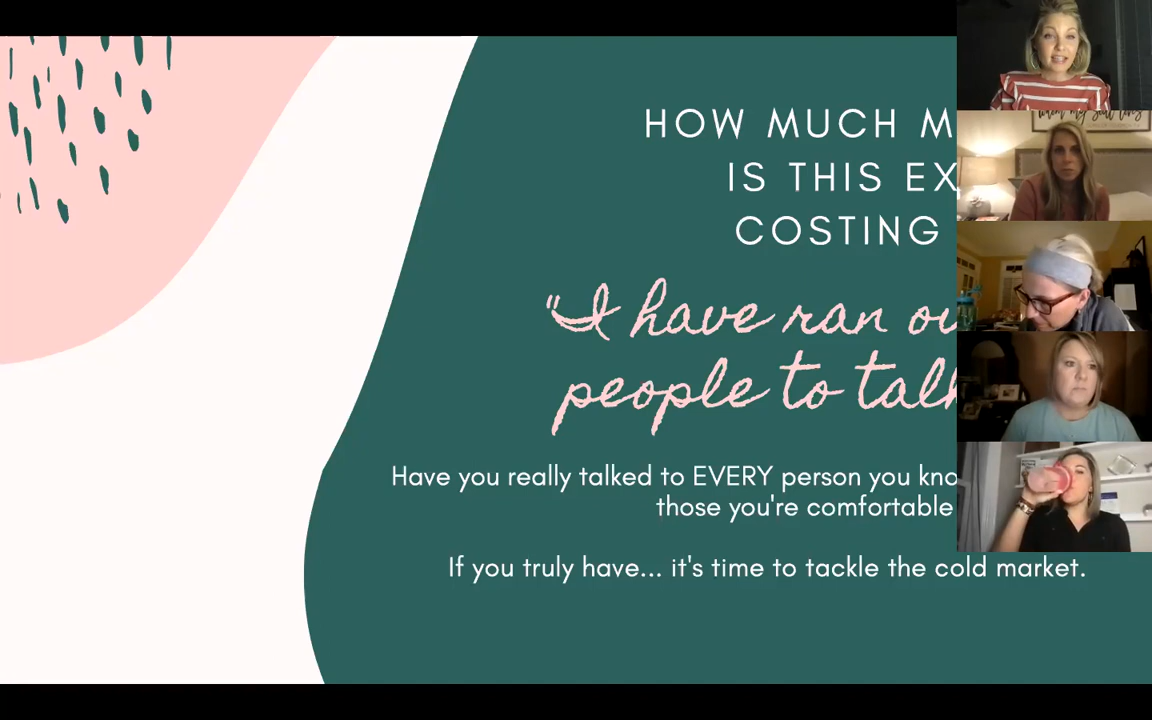 HOW MUCH M
IS THIS EX
COSTING
"I have ran ou
people to talk
Have you really talked to EVERY person you kno
those you're comfortable
If you truly have... it's time to tackle the cold market.